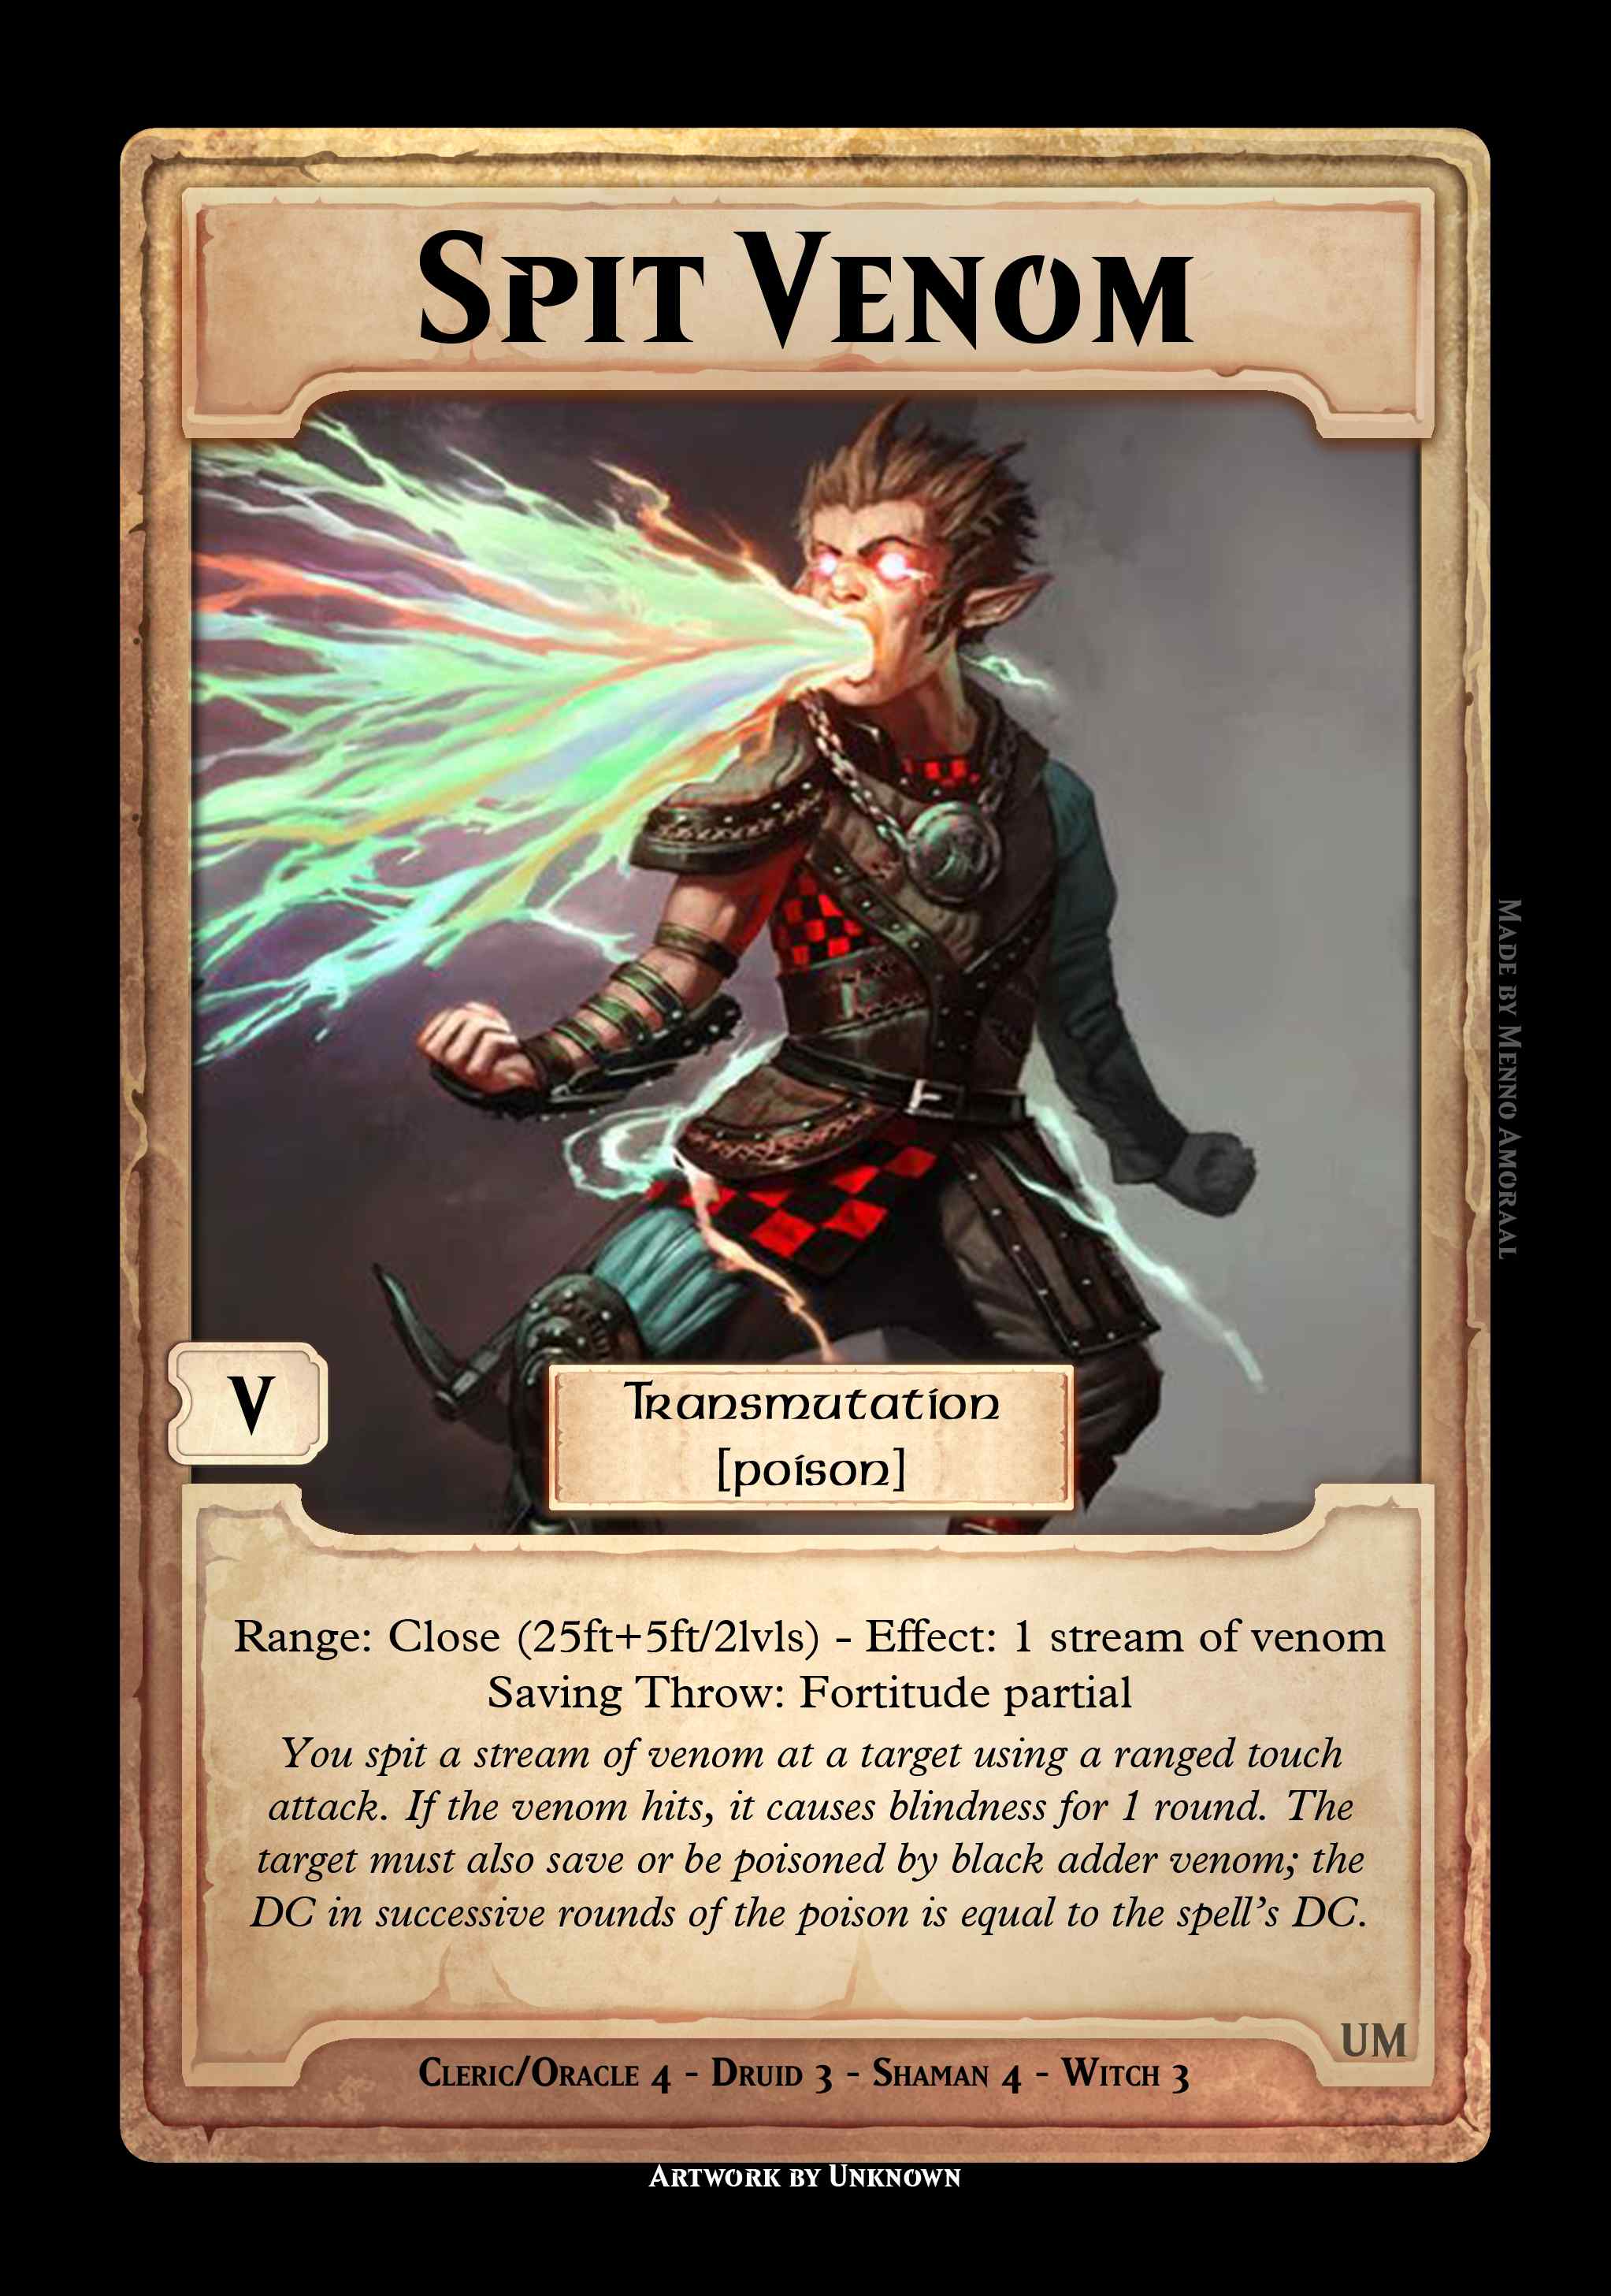 Spit Venom
V
Transmutation
[poison]
Range: Close (25ft+5ft/2lvls) - Effect: 1 stream of venom
Saving Throw: Fortitude partial
You spit a stream of venom at a target using a ranged touch
attack. If the venom hits, it causes blindness for 1 round. The
target must also save or be poisoned by black adder venom; the
DC in successive rounds of the poison is equal to the spell's DC.
UM
Cleric/Oracle 4 - Druid 3 - Shaman 4 - Witch 3
Made by Menno Amoraal
Artwork by Unknown